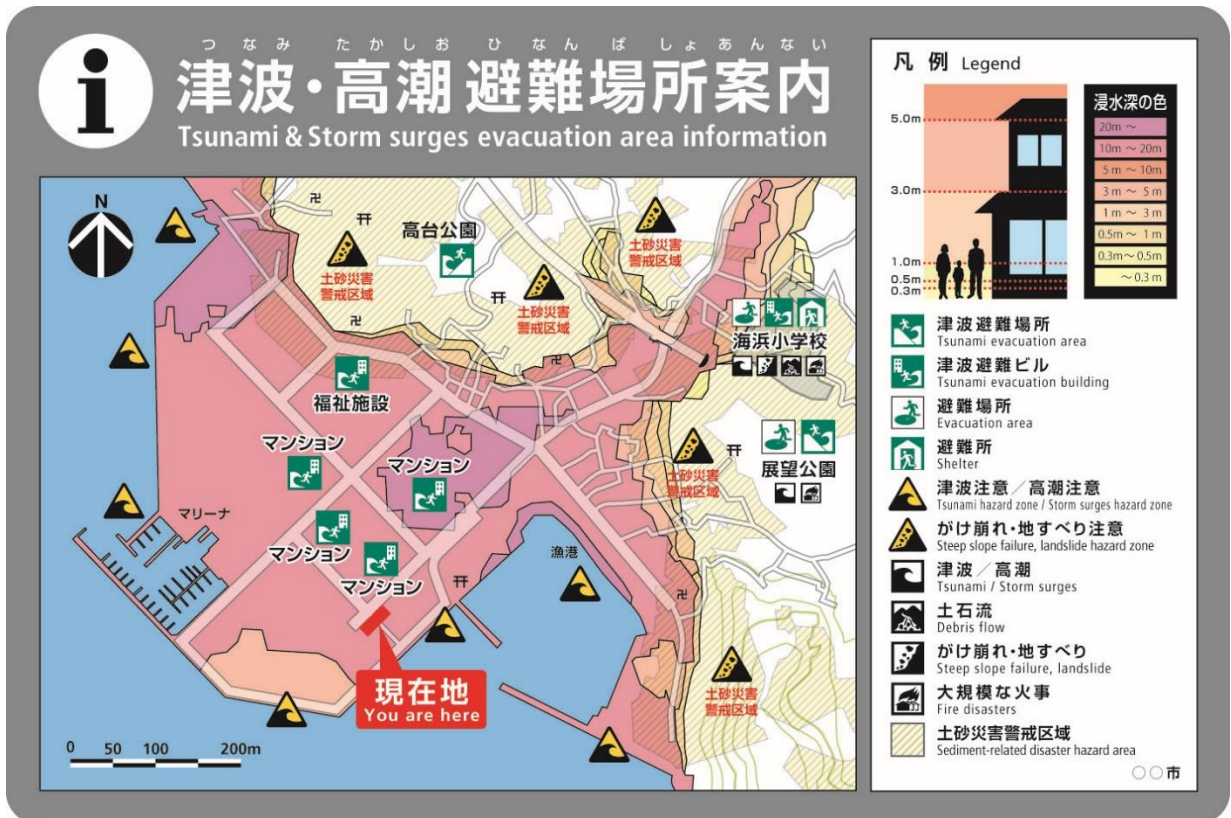 i
つなみ たかしお ひなんばしょあんない
津波・高潮 避難場所案内
Tsunami & Storm surges evacuation area information
N
高台公園
土砂災害
警戒区域
土砂災害
警戒区域
土砂災害
警戒区域
海浜小学校
福祉施設
マンション
マンション
展望公園
土砂災害
警戒区域
マリーナ
マンション
マンション
漁港
現在地
You are here
土砂災害
警戒区域
0 50 100 200m
凡例 Legend
5.0m
3.0m
1.0m
0.5m
0.3m
浸水深の色
20m ～
10m ～ 20m
5 m ～ 10m
3 m ～ 5 m
1 m ～ 3 m
0.5m ～ 1 m
0.3m ～ 0.5m
～ 0.3 m
津波避難場所
Tsunami evacuation area
津波避難ビル
Tsunami evacuation building
避難場所
Evacuation area
避難所
Shelter
津波注意／高潮注意
Tsunami hazard zone / Storm surges hazard zone
がけ崩れ・地すべり注意
Steep slope failure, landslide hazard zone
津波／高潮
Tsunami / Storm surges
土石流
Debris flow
がけ崩れ・地すべり
Steep slope failure, landslide
大規模な火事
Fire disasters
土砂災害警戒区域
Sediment-related disaster hazard area
○○市